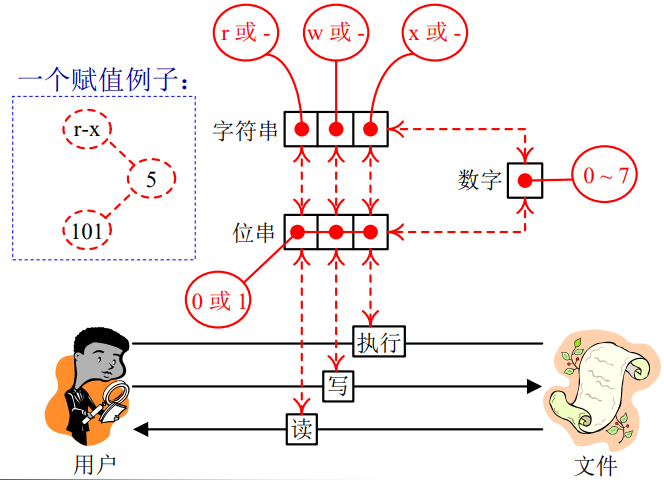 r 或 -
w 或 -
x 或 -
一个赋值例子：
r-x
5
101
字符串
数字
0 ~ 7
位串
0 或 1
执行
写
读
用户
文件